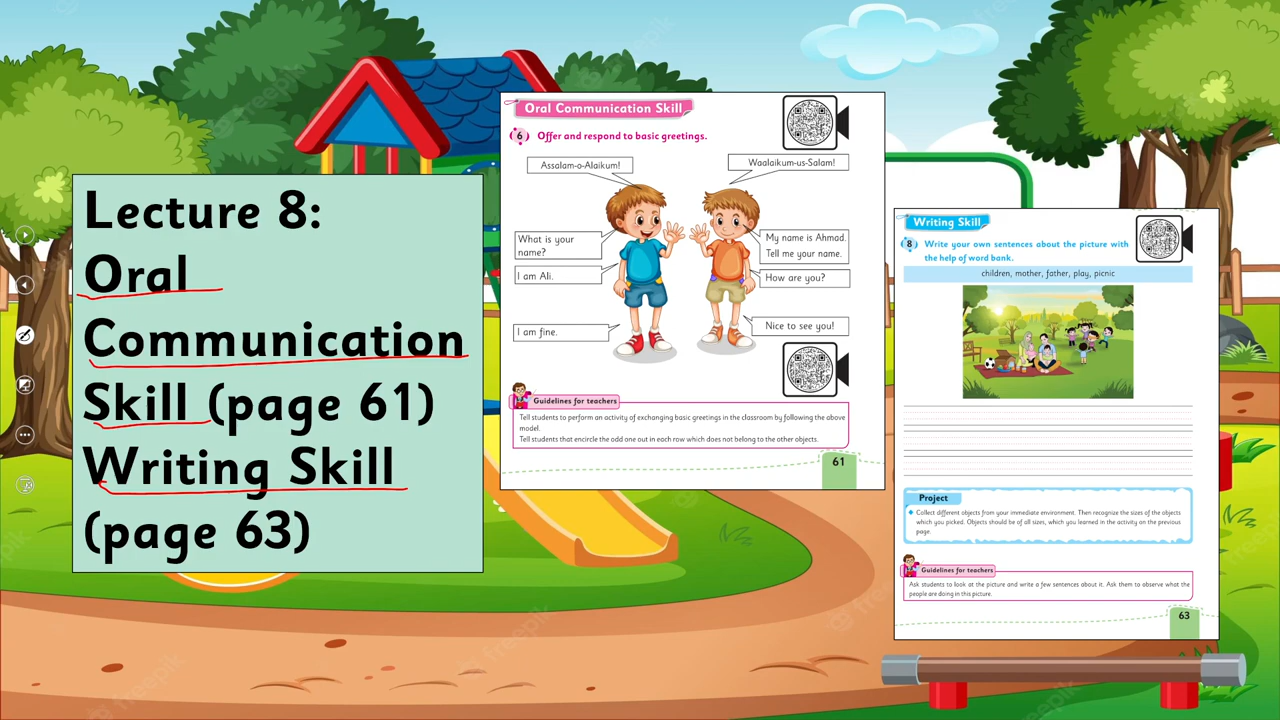 Lecture 8:
Oral
Communication
Skill (page 61)
Writing Skill
(page 63)
Oral Communication Skill
6 Offer and respond to basic greetings.
Assalam-o-Alaikum!
Waalaikum-us-Salam!
What is your
name?
My name is Ahmad.
Tell me your name.
I am Ali.
How are you?
I am fine.
Nice to see you!
Guidelines for teachers
Tell students to perform an activity of exchanging basic greetings in the classroom by following the above
model.
Tell students that encircle the odd one out in each row which does not belong to the other objects.
61
Writing Skill
8 Write your own sentences about the picture with
the help of word bank.
children, mother, father, play, picnic
Project
Collect different objects from your immediate environment. Then recognize the sizes of the objects
which you picked. Objects should be of all sizes, which you learned in the activity on the previous
page.
Guidelines for teachers
Ask students to look at the picture and write a few sentences about it. Ask them to observe what the
people are doing in this picture.
63
freepik
freepik
freepik